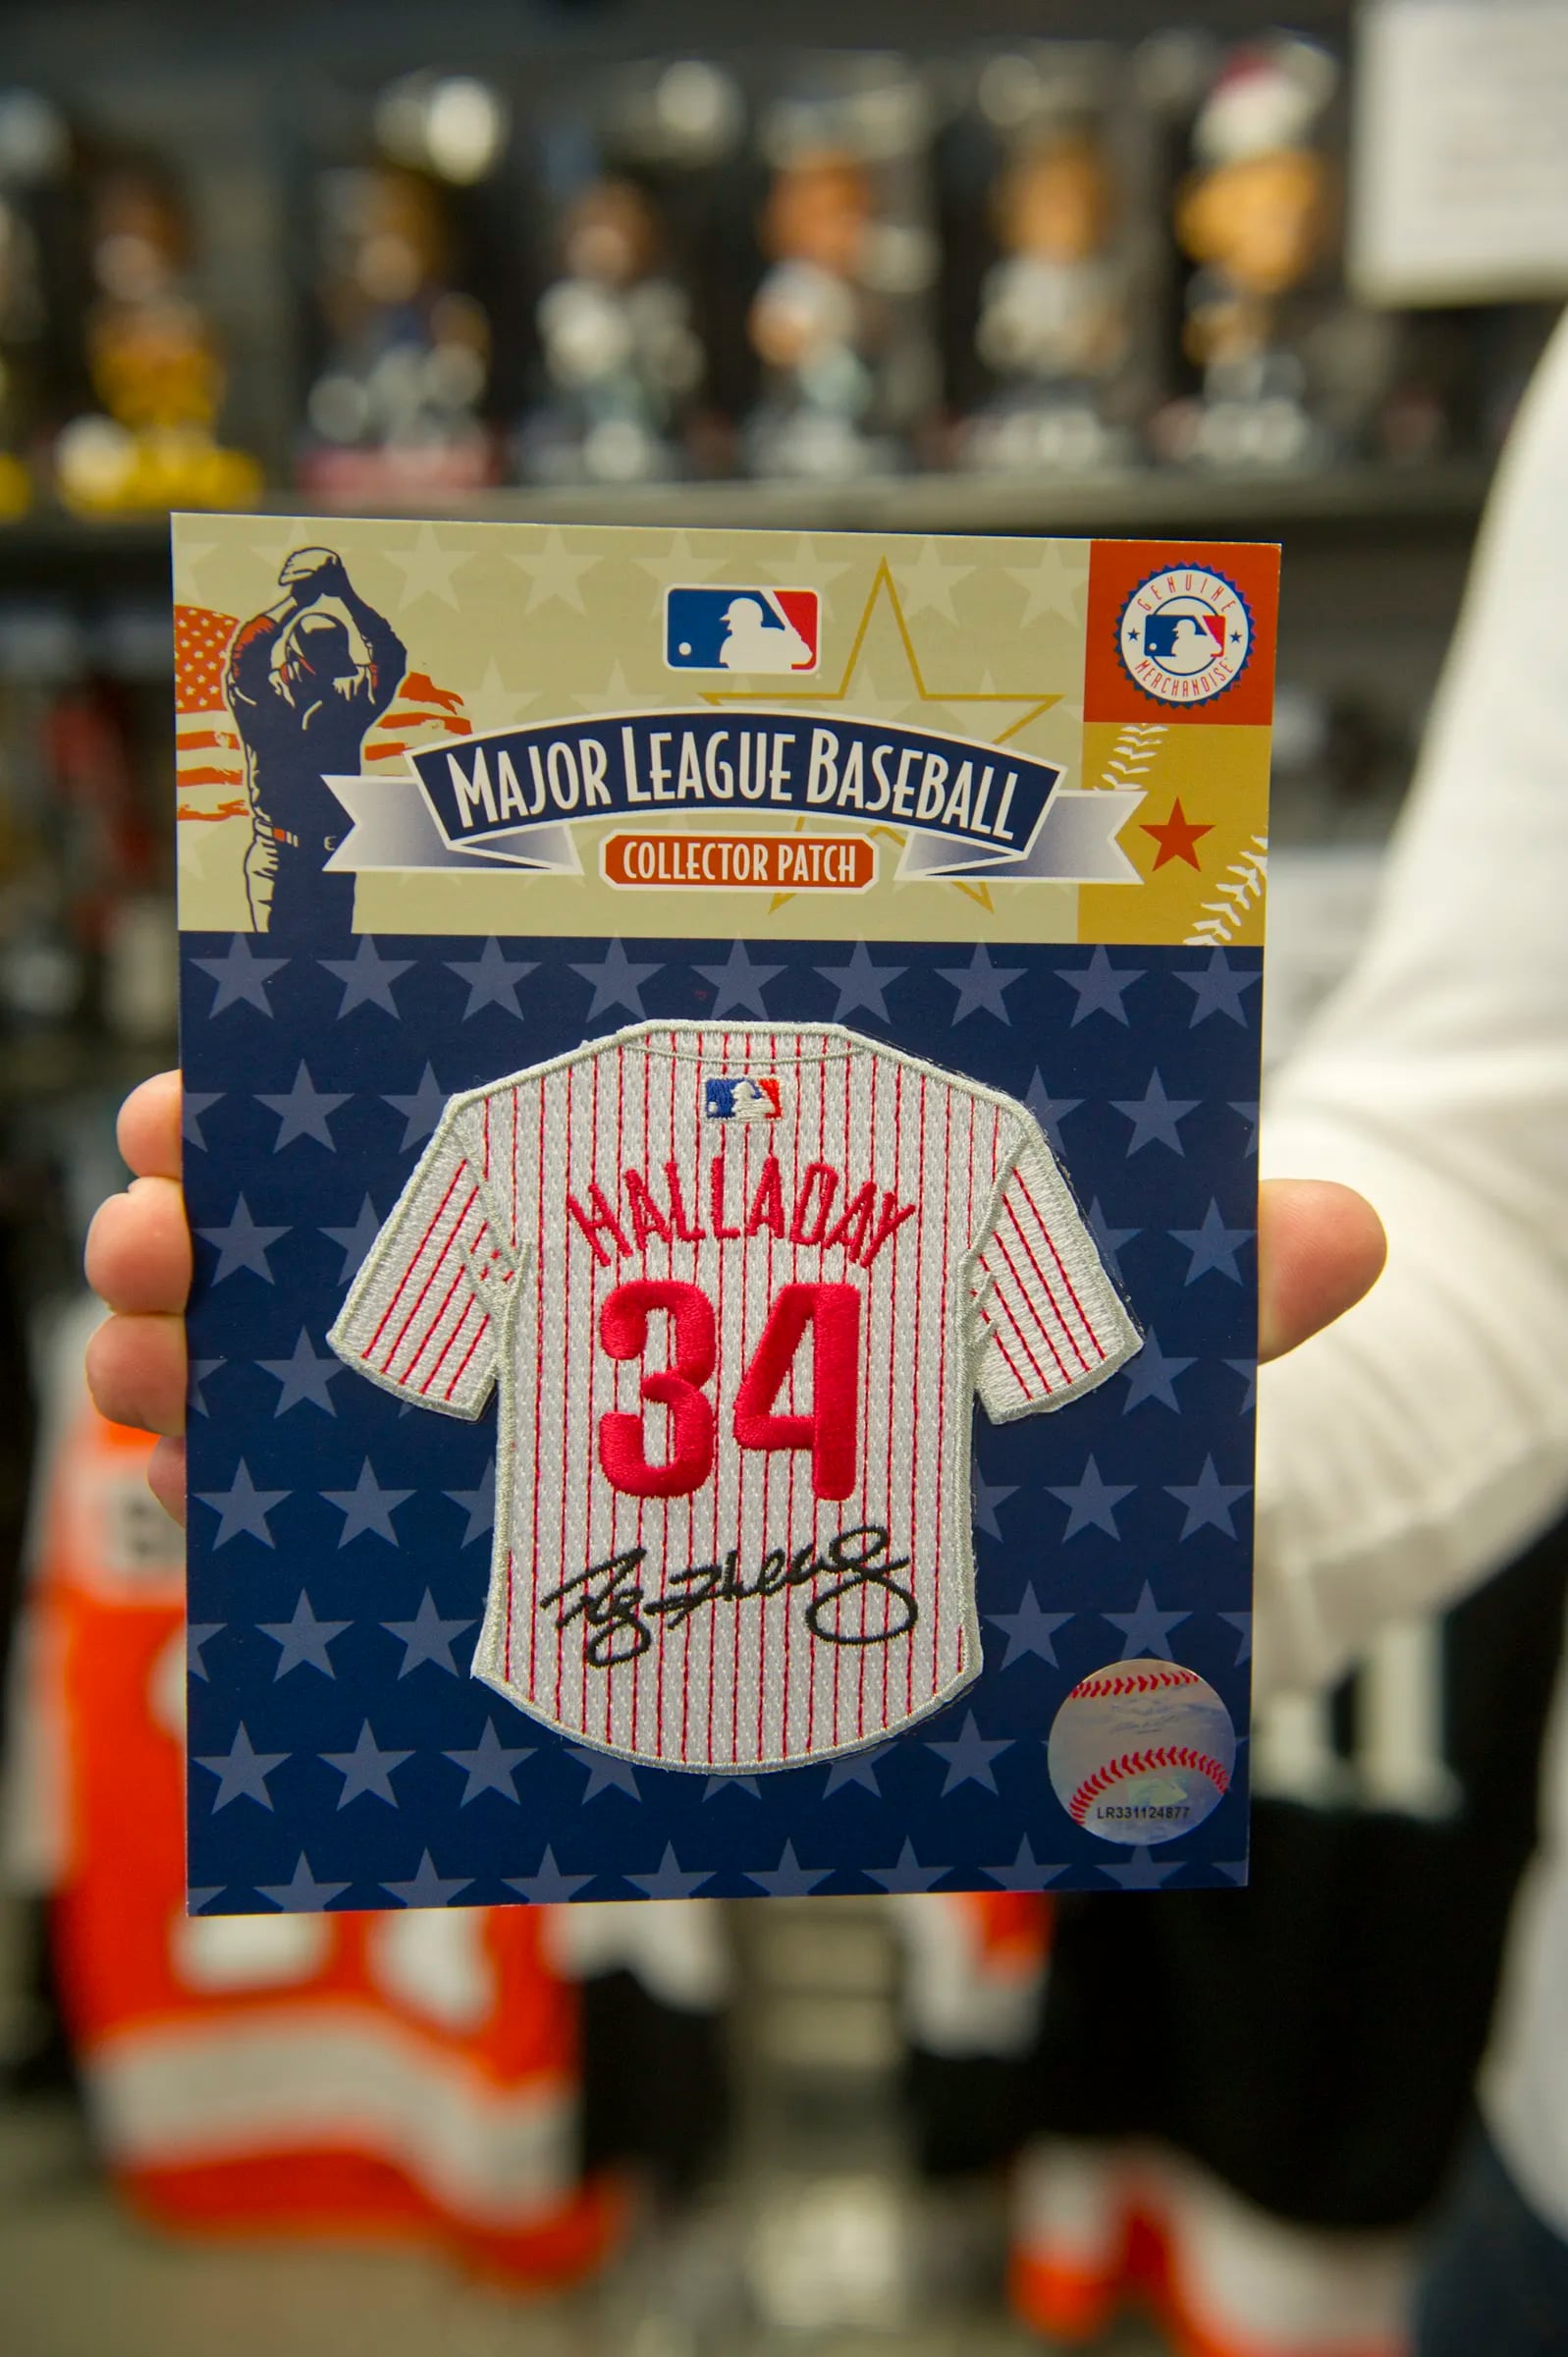 GENUINE
MERCHANDISE
MAJOR LEAGUE BASEBALL
COLLECTOR PATCH
HALLADAY
34
LR331124877